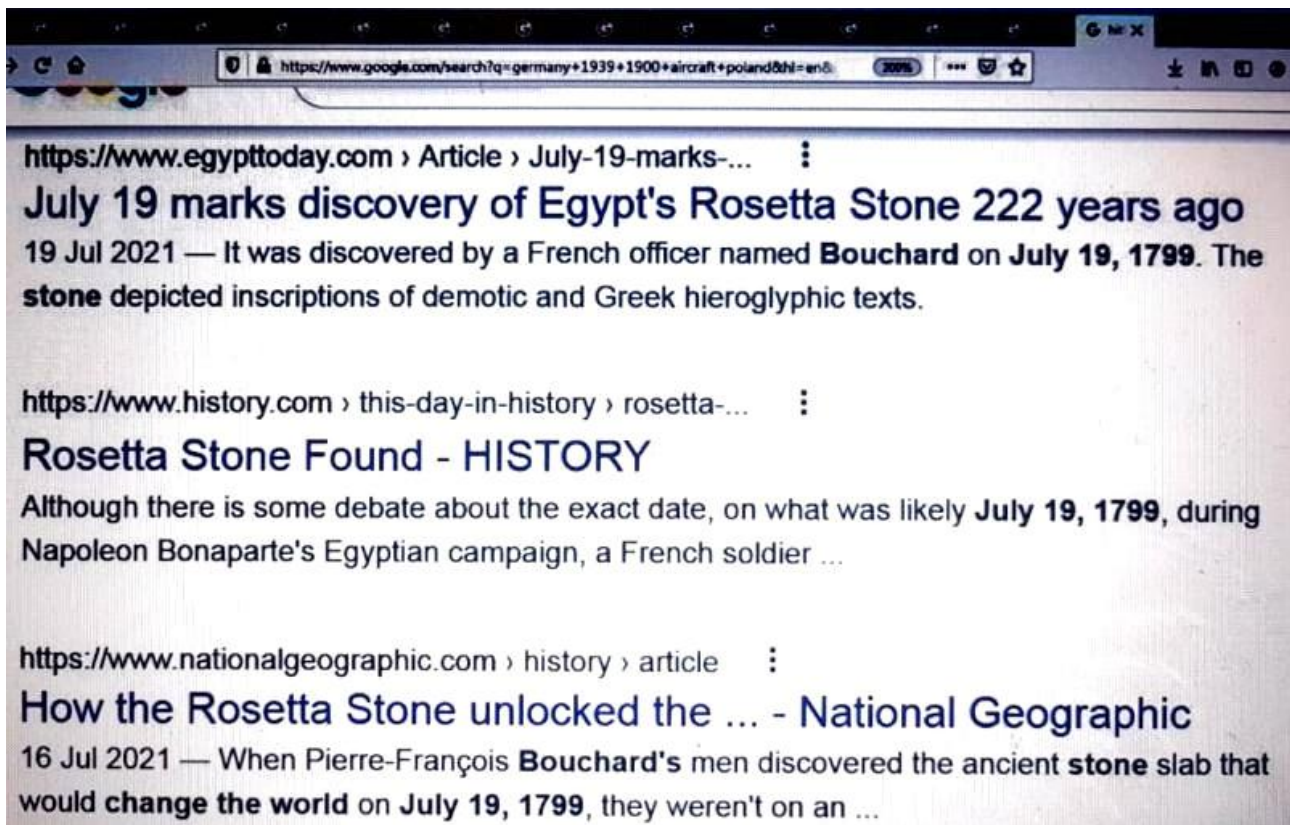 https://www.google.com/search?q=germany+1939+1900+aircraft+poland&hl=en&
200%
https://www.egypttoday.com › Article › July-19-marks-...
July 19 marks discovery of Egypt's Rosetta Stone 222 years ago
19 Jul 2021 — It was discovered by a French officer named Bouchard on July 19, 1799. The
stone depicted inscriptions of demotic and Greek hieroglyphic texts.
https://www.history.com › this-day-in-history › rosetta-...
Rosetta Stone Found - HISTORY
Although there is some debate about the exact date, on what was likely July 19, 1799, during
Napoleon Bonaparte's Egyptian campaign, a French soldier ...
https://www.nationalgeographic.com › history › article
How the Rosetta Stone unlocked the ... - National Geographic
16 Jul 2021 — When Pierre-François Bouchard's men discovered the ancient stone slab that
would change the world on July 19, 1799, they weren't on an ...